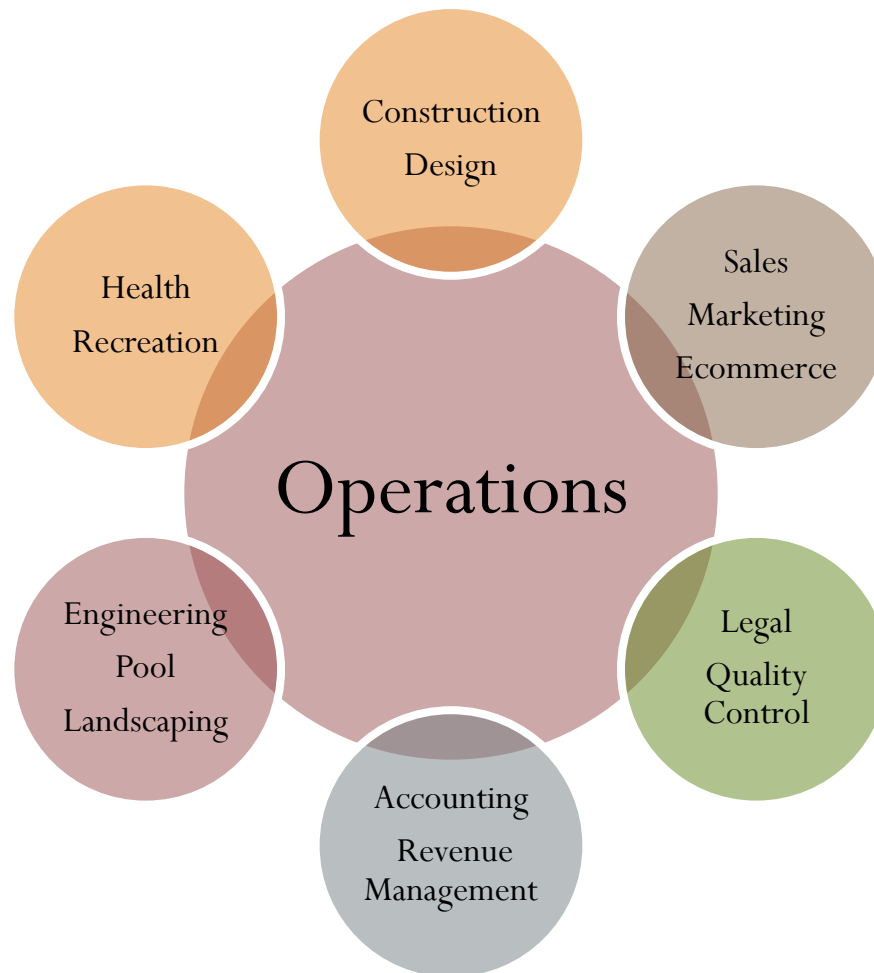 Construction
Design
Sales
Marketing
Ecommerce
Health
Recreation
Operations
Engineering
Pool
Landscaping
Legal
Quality
Control
Accounting
Revenue
Management